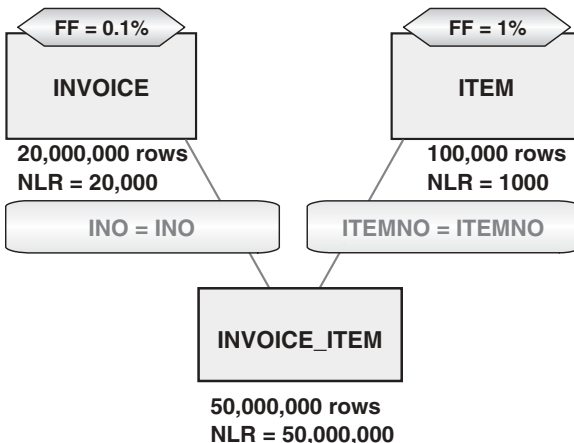 FF = 0.1%
FF = 1%
INVOICE
ITEM
20,000,000 rows
NLR = 20,000
100,000 rows
NLR = 1000
INO = INO
ITEMNO = ITEMNO
INVOICE_ITEM
50,000,000 rows
NLR = 50,000,000